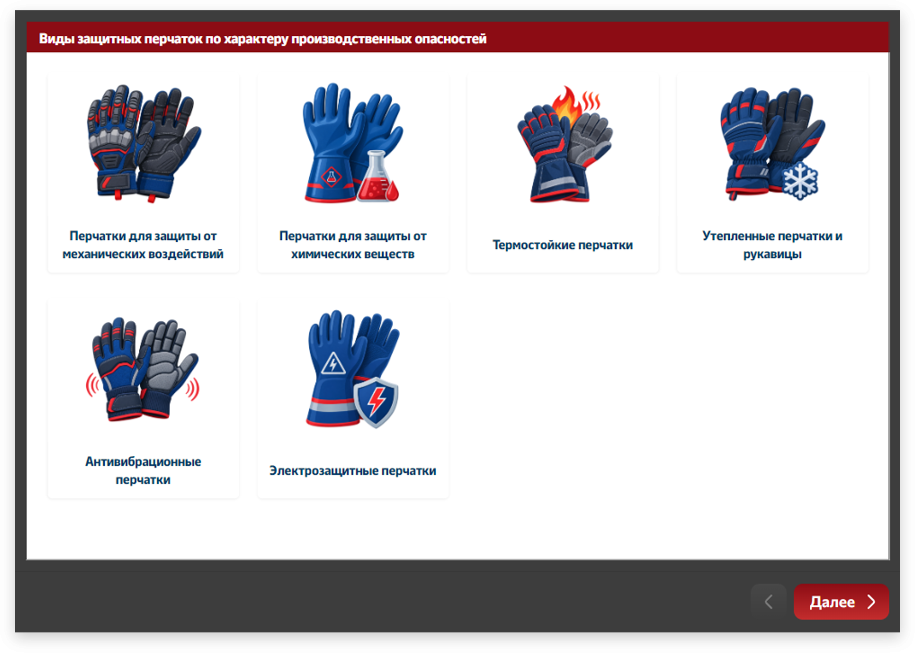 Виды защитных перчаток по характеру производственных опасностей
Перчатки для защиты от
механических воздействий
Перчатки для защиты от
химических веществ
Термостойкие перчатки
Утепленные перчатки и
рукавицы
Антивибрационные
перчатки
Электрозащитные перчатки
Далее